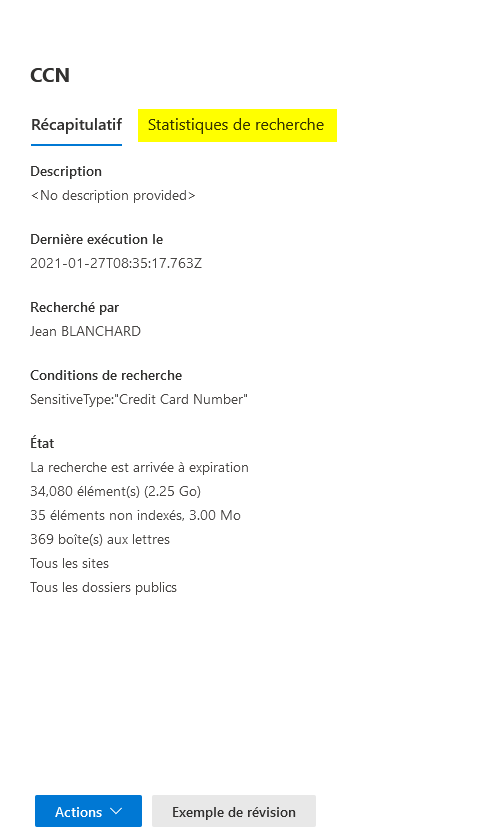 CCN
Récapitulatif Statistiques de recherche
Description
<No description provided>
Dernière exécution le
2021-01-27T08:35:17.763Z
Recherché par
Jean BLANCHARD
Conditions de recherche
SensitiveType:"Credit Card Number"
État
La recherche est arrivée à expiration
34,080 élément(s) (2.25 Go)
35 éléments non indexés, 3.00 Mo
369 boîte(s) aux lettres
Tous les sites
Tous les dossiers publics
Actions Exemple de révision